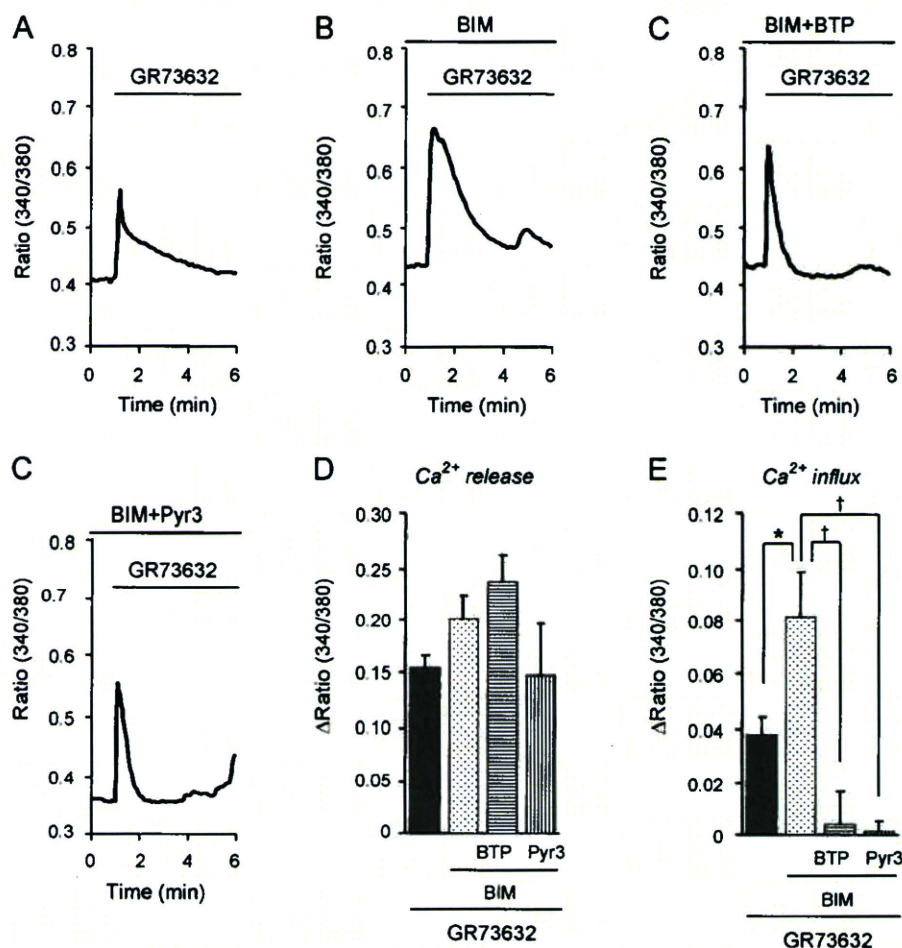 A
0.8
0.7
0.6
0.5
0.4
0.3
Ratio (340/380)
GR73632
0 2 4 6
Time (min)
B
BIM
0.8
0.7
0.6
0.5
0.4
0.3
Ratio (340/380)
GR73632
0 2 4 6
Time (min)
C
BIM+BTP
0.8
0.7
0.6
0.5
0.4
0.3
Ratio (340/380)
GR73632
0 2 4 6
Time (min)
C
BIM+Pyr3
0.8
0.7
0.6
0.5
0.4
0.3
Ratio (340/380)
GR73632
0 2 4 6
Time (min)
D
Ca²⁺ release
0.30
0.25
0.20
0.15
0.10
0.05
0
ΔRatio (340/380)
BTP Pyr3
BIM
GR73632
E
Ca²⁺ influx
0.12
0.10
0.08
0.06
0.04
0.02
0
ΔRatio (340/380)
* † †
BTP Pyr3
BIM
GR73632